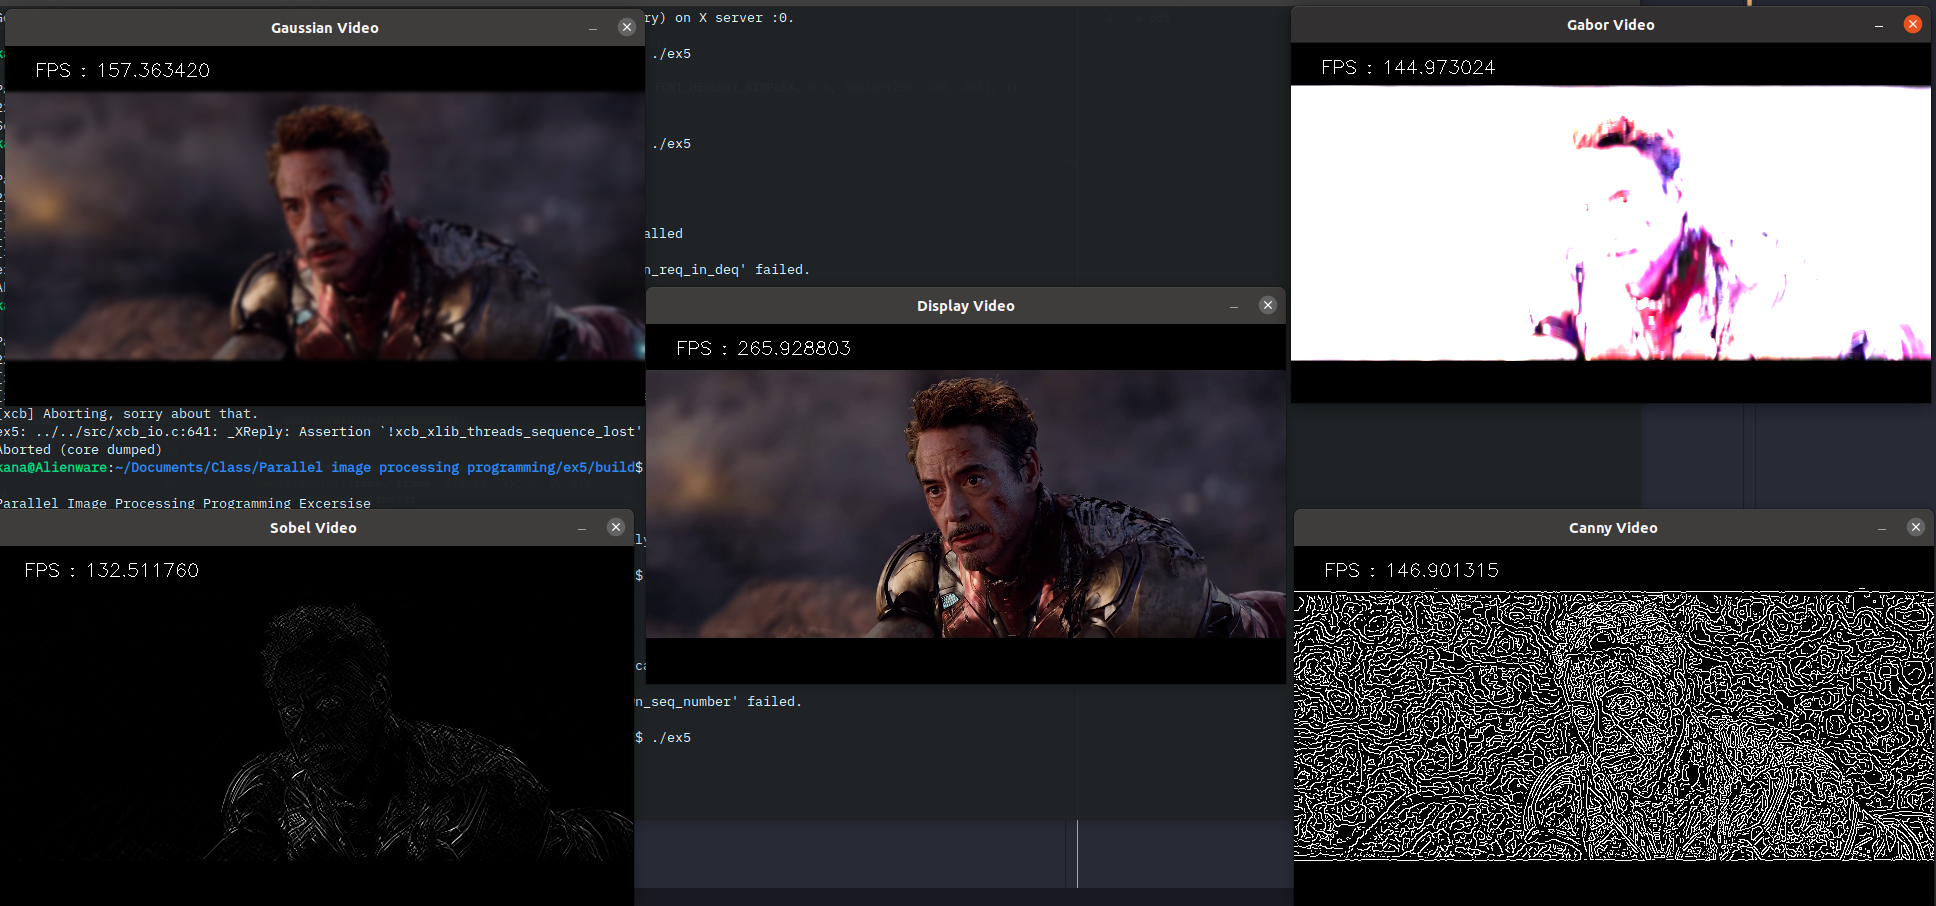 ry) on X server :0.
Gaussian Video
Gabor Video
./ex5
FPS : 157.363420
FPS : 144.973024
./ex5
alled
n_req_in_deq' failed.
Display Video
FPS : 265.928803
[xcb] Aborting, sorry about that.
ex5: ../../src/xcb_io.c:641: _XReply: Assertion `!xcb_xlib_threads_sequence_lost'
Aborted (core dumped)
kana@Alienware:~/Documents/Class/Parallel image processing programming/ex5/build$
Parallel Image Processing Programming Excersise
Sobel Video
Canny Video
ly
FPS : 132.511760
$
FPS : 146.901315
ca
n_seq_number' failed.
$ ./ex5